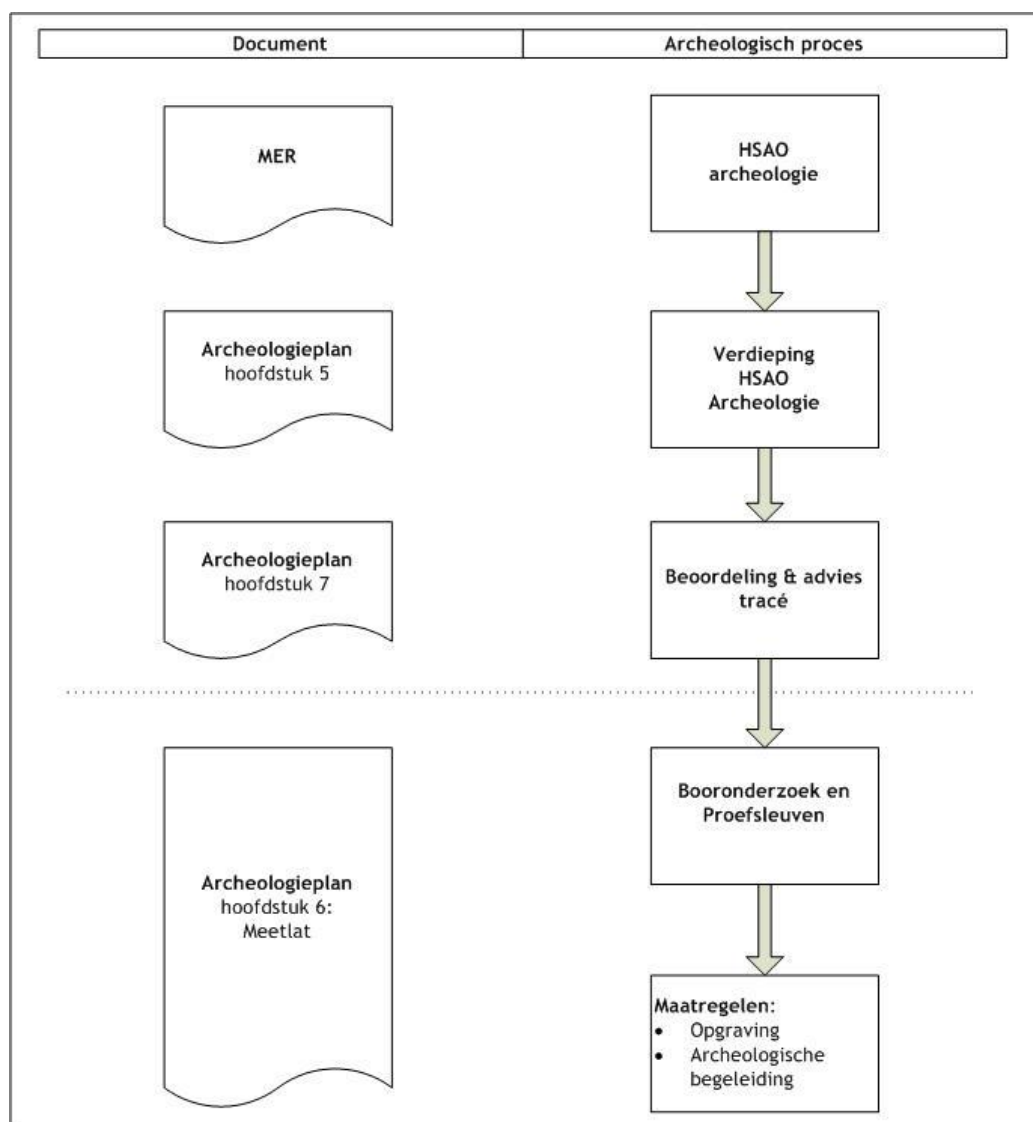 Document
Archeologisch proces
MER
HSAO
archeologie
Archeologieplan
hoofdstuk 5
Verdieping
HSAO
Archeologie
Archeologieplan
hoofdstuk 7
Beoordeling & advies
tracé
Booronderzoek en
Proefsleuven
Archeologieplan
hoofdstuk 6:
Meetlat
Maatregelen:
• Opgraving
• Archeologische
begeleiding